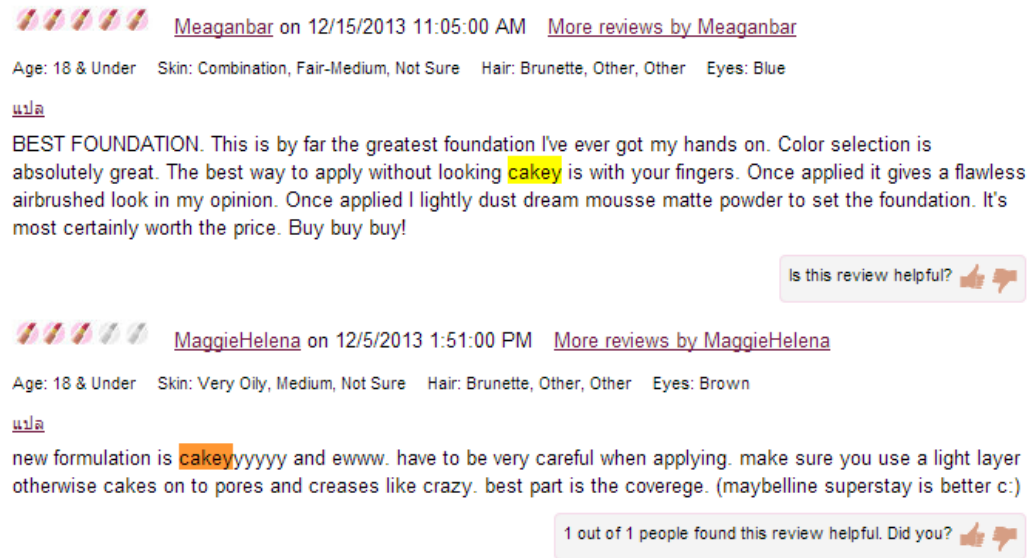 Meaganbar on 12/15/2013 11:05:00 AM More reviews by Meaganbar
Age: 18 & Under Skin: Combination, Fair-Medium, Not Sure Hair: Brunette, Other, Other Eyes: Blue
แปล
BEST FOUNDATION. This is by far the greatest foundation I've ever got my hands on. Color selection is
absolutely great. The best way to apply without looking cakey is with your fingers. Once applied it gives a flawless
airbrushed look in my opinion. Once applied I lightly dust dream mousse matte powder to set the foundation. It's
most certainly worth the price. Buy buy buy!
Is this review helpful?
MaggieHelena on 12/5/2013 1:51:00 PM More reviews by MaggieHelena
Age: 18 & Under Skin: Very Oily, Medium, Not Sure Hair: Brunette, Other, Other Eyes: Brown
แปล
new formulation is cakeyyyyyy and ewww. have to be very careful when applying. make sure you use a light layer
otherwise cakes on to pores and creases like crazy. best part is the coverege. (maybelline superstay is better c:)
1 out of 1 people found this review helpful. Did you?